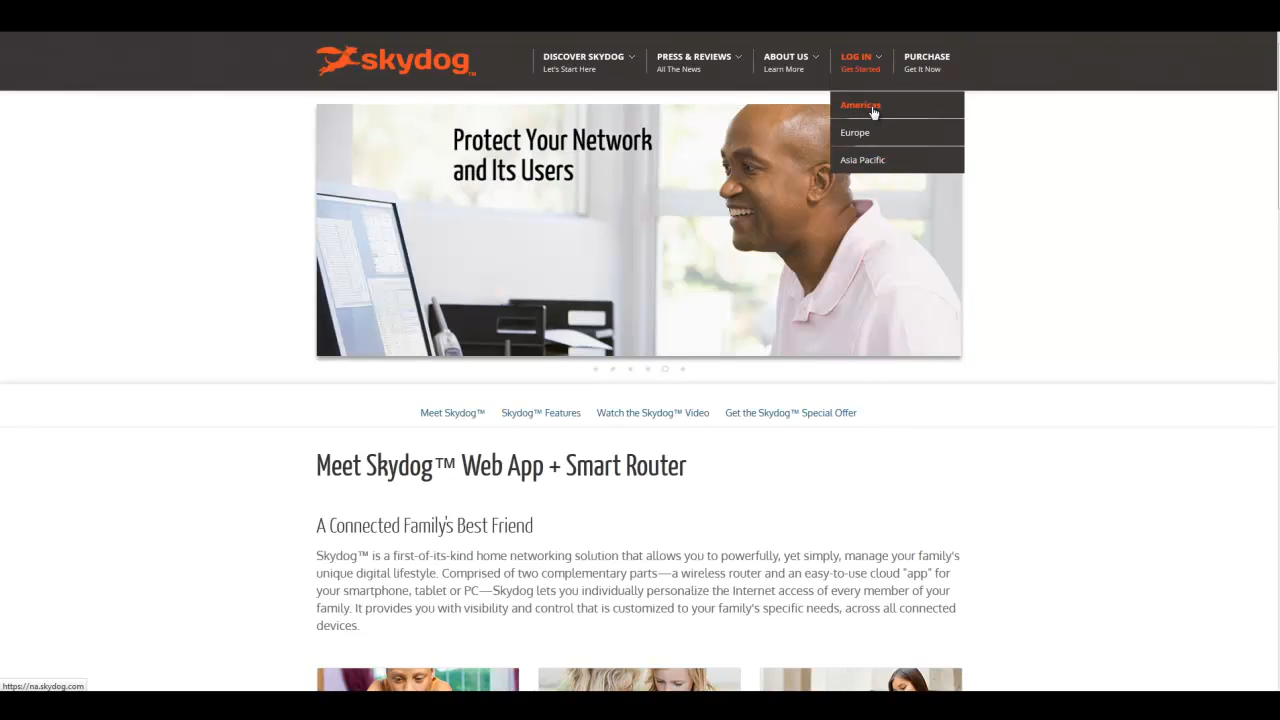 skydog™
DISCOVER SKYDOG
Let's Start Here
PRESS & REVIEWS
All The News
ABOUT US
Learn More
LOG IN
Get Started
PURCHASE
Get It Now
Americas
Europe
Asia Pacific
Protect Your Network
and Its Users
Meet Skydog™ Skydog™ Features Watch the Skydog™ Video Get the Skydog™ Special Offer
Meet Skydog™ Web App + Smart Router
A Connected Family's Best Friend
Skydog™ is a first-of-its-kind home networking solution that allows you to powerfully, yet simply, manage your family's
unique digital lifestyle. Comprised of two complementary parts—a wireless router and an easy-to-use cloud "app" for
your smartphone, tablet or PC—Skydog lets you individually personalize the Internet access of every member of your
family. It provides you with visibility and control that is customized to your family's specific needs, across all connected
devices.
https://na.skydog.com